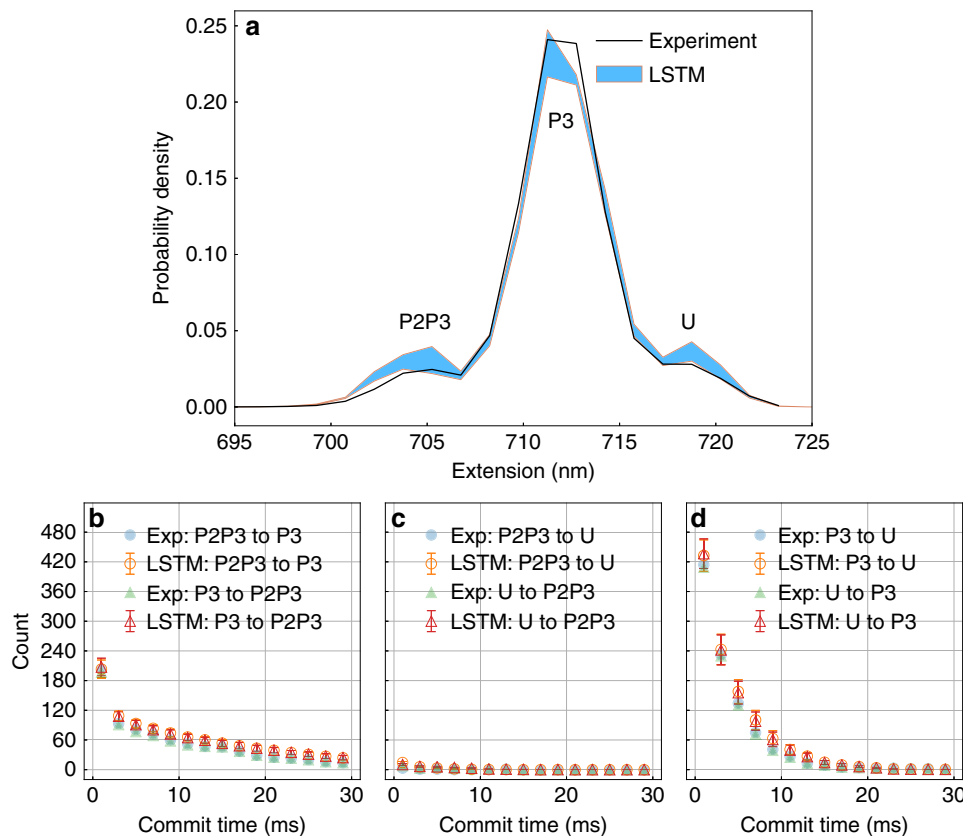 a
0.25
0.20
0.15
0.10
0.05
0.00
Probability density
Experiment
LSTM
P3
P2P3
U
695 700 705 710 715 720 725
Extension (nm)
b
Exp: P2P3 to P3
LSTM: P2P3 to P3
Exp: P3 to P2P3
LSTM: P3 to P2P3
480
420
360
300
240
180
120
60
0
Count
0 10 20 30
Commit time (ms)
c
Exp: P2P3 to U
LSTM: P2P3 to U
Exp: U to P2P3
LSTM: U to P2P3
0 10 20 30
Commit time (ms)
d
Exp: P3 to U
LSTM: P3 to U
Exp: U to P3
LSTM: U to P3
0 10 20 30
Commit time (ms)